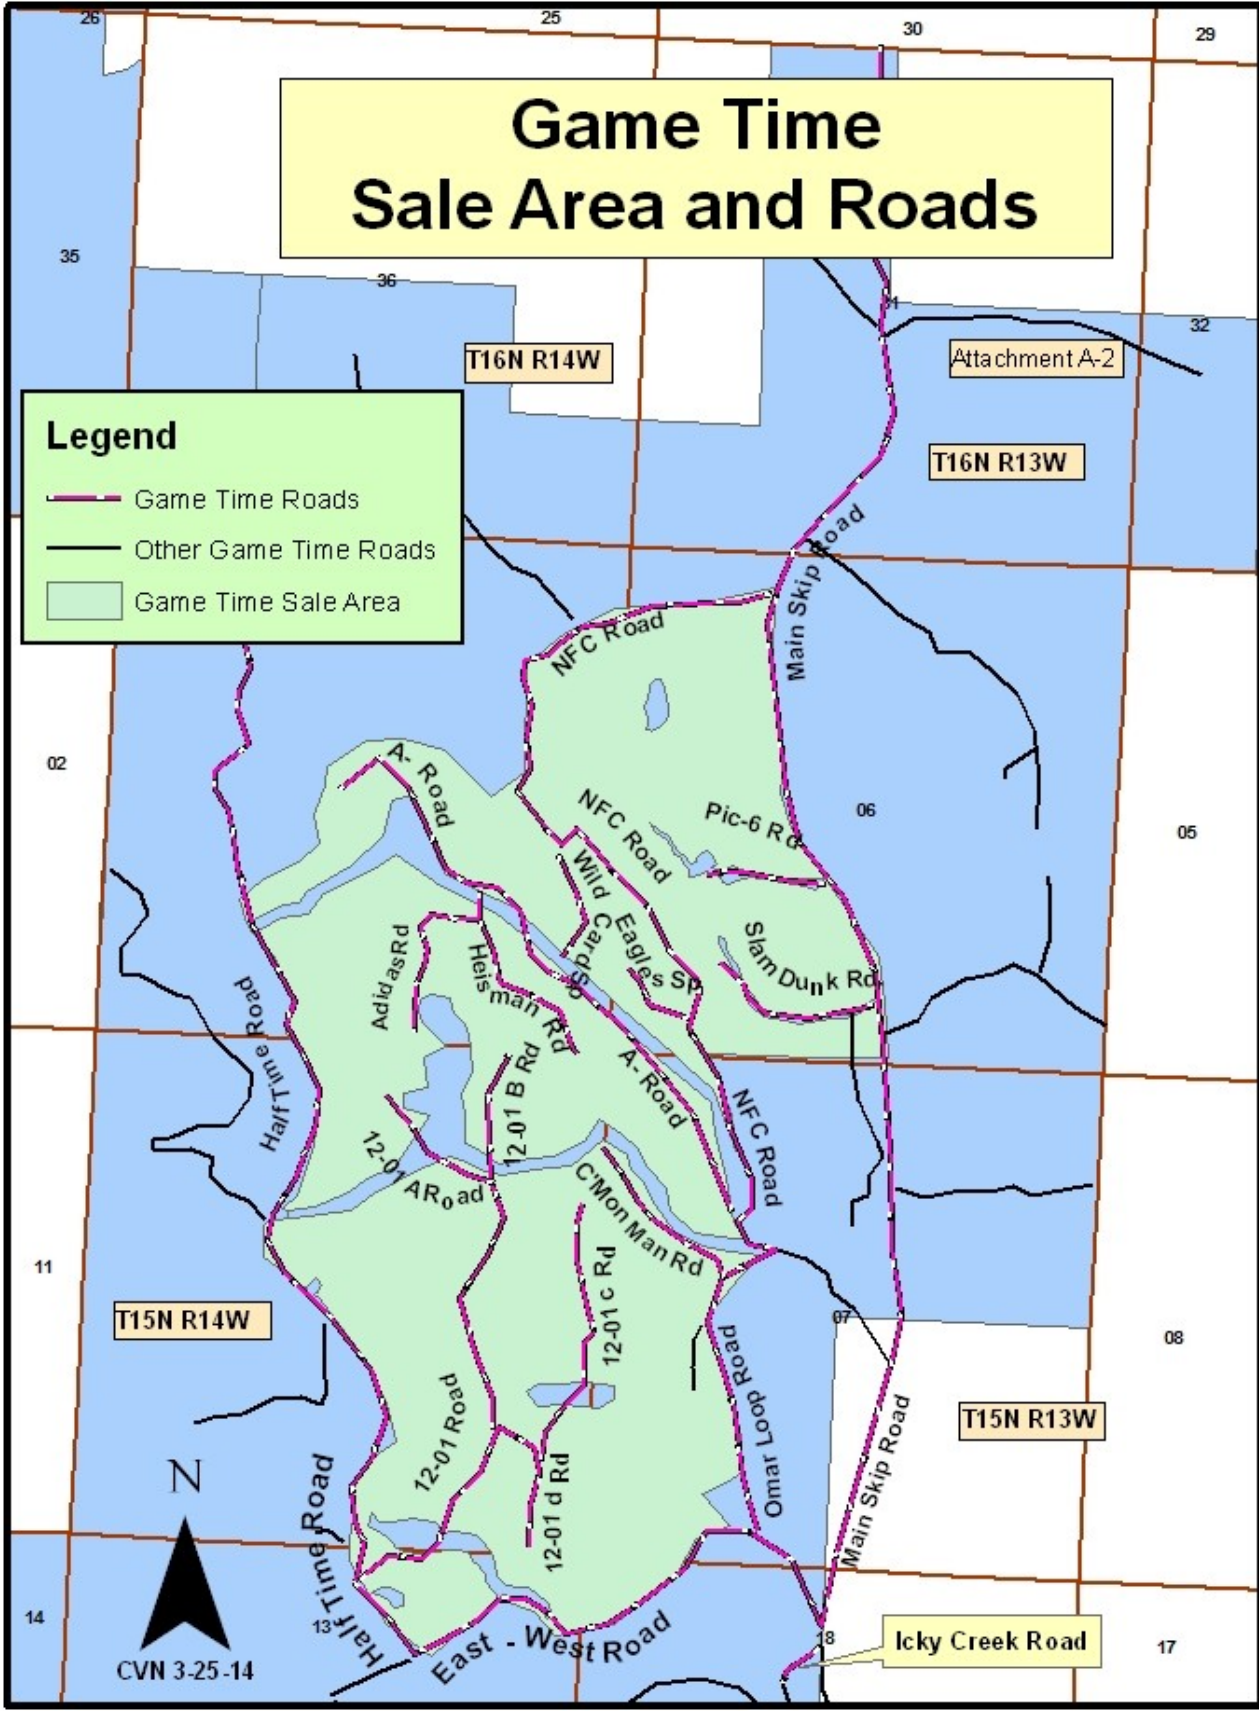 26
25
30
29
Game Time
Sale Area and Roads
35
36
31
32
T16N R14W
Attachment A-2
T16N R13W
Legend
Game Time Roads
Other Game Time Roads
Game Time Sale Area
Main Skip Road
NFC Road
02
A- Road
NFC Road
Pic-6 Rd
06
05
Wild Card Sp
Eagles Sp
Slam Dunk Rd
Adidas Rd
Heisman Rd
Half Time Road
A- Road
12-01 B Rd
NFC Road
12-01 A Road
C'Mon Man Rd
11
12-01 c Rd
T15N R14W
07
08
Omar Loop Road
12-01 Road
T15N R13W
Main Skip Road
N
12-01 d Rd
Half Time Road
14
13
East - West Road
18
Icky Creek Road
17
CVN 3-25-14